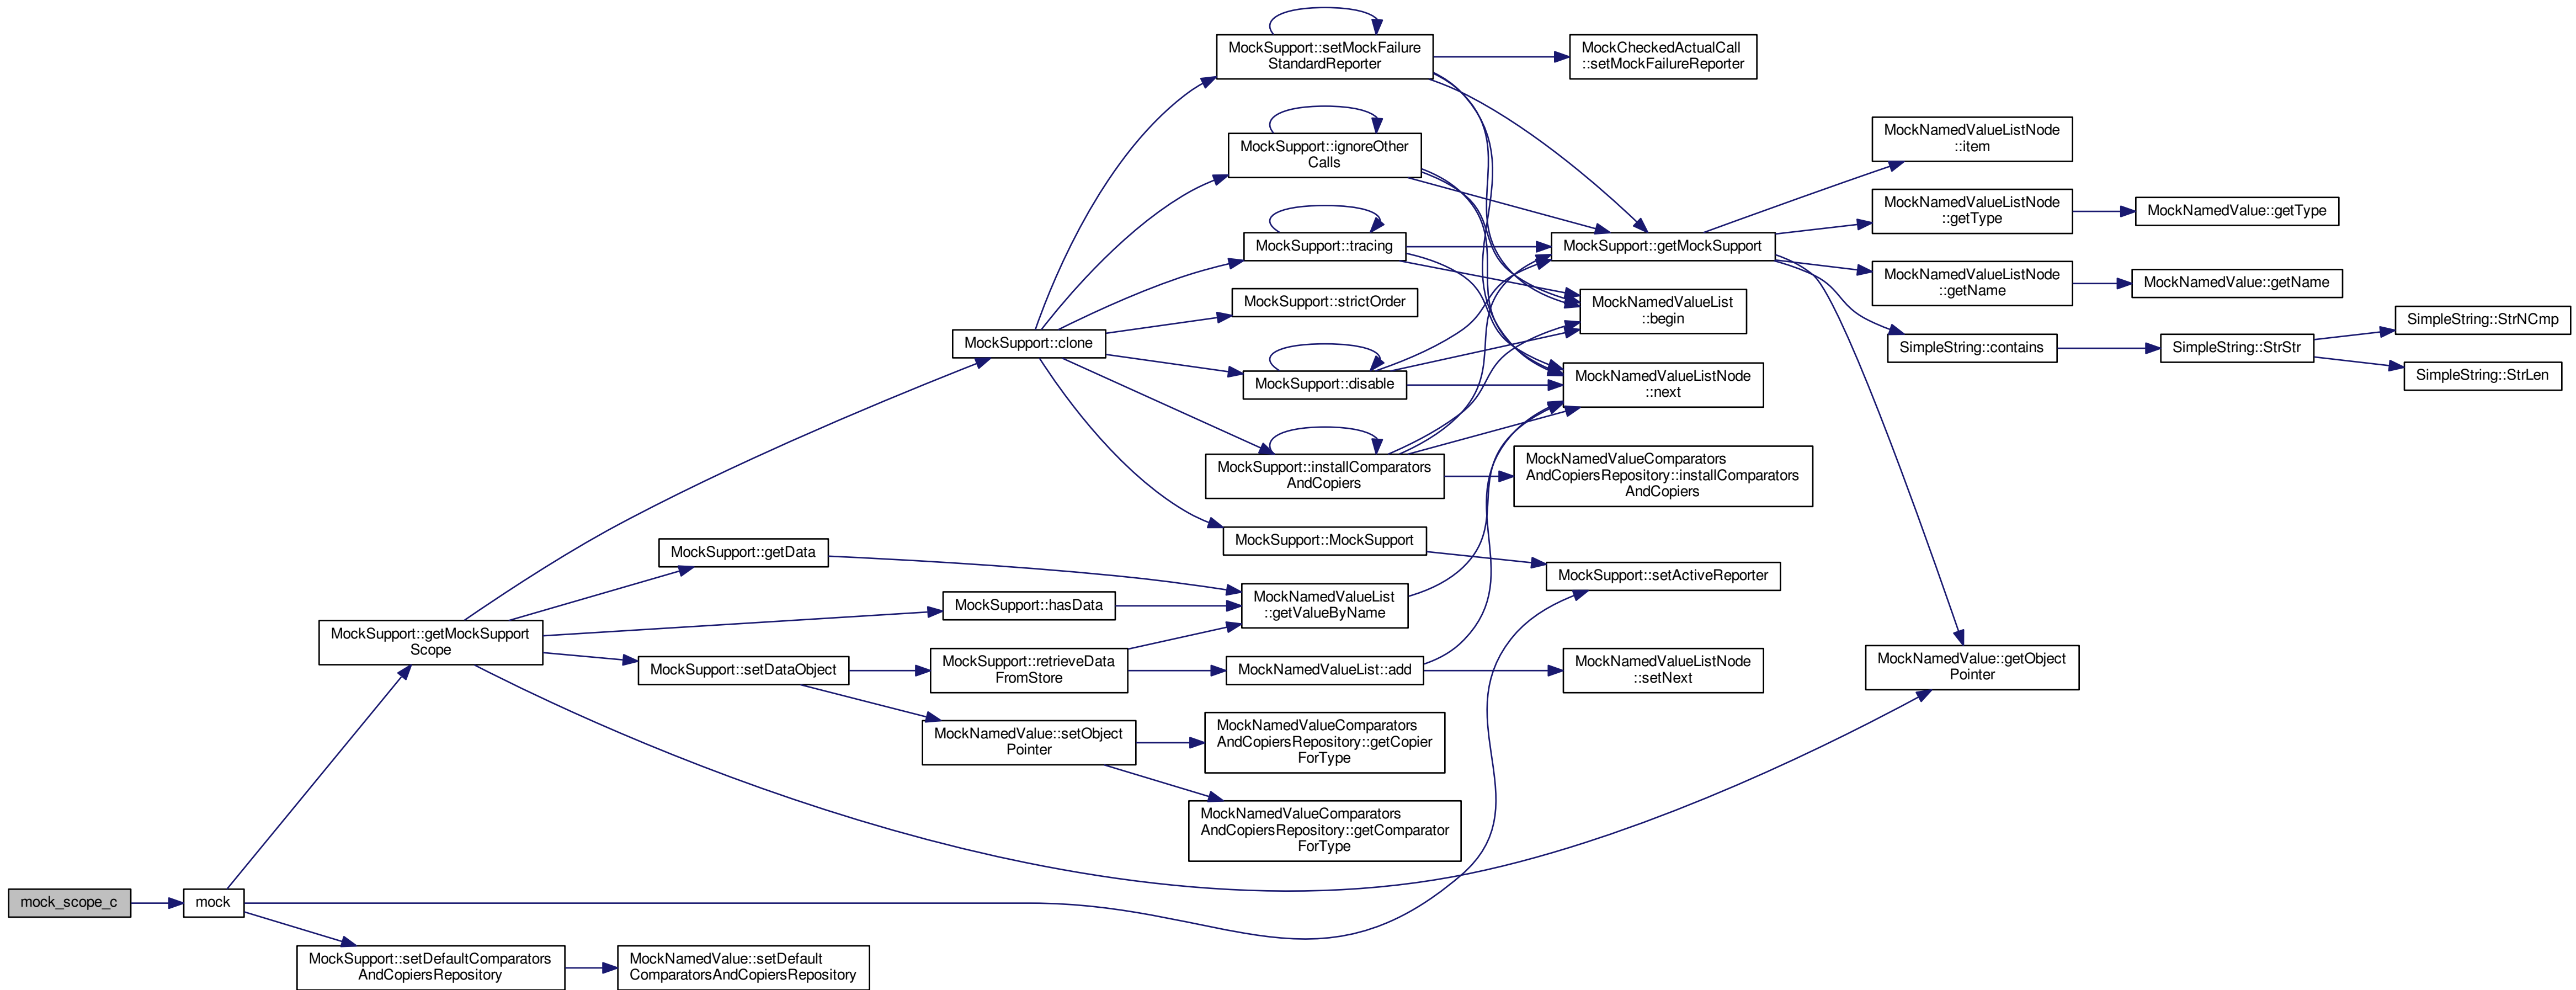 MockSupport::setMockFailure
StandardReporter
MockCheckedActualCall
::setMockFailureReporter
MockSupport::ignoreOther
Calls
MockNamedValueListNode
::item
MockSupport::tracing
MockSupport::getMockSupport
MockNamedValueListNode
::getType
MockNamedValue::getType
MockSupport::strictOrder
MockNamedValueList
::begin
MockNamedValueListNode
::getName
MockNamedValue::getName
MockSupport::clone
SimpleString::contains
SimpleString::StrStr
SimpleString::StrNCmp
SimpleString::StrLen
MockSupport::disable
MockNamedValueListNode
::next
MockSupport::installComparators
AndCopiers
MockNamedValueComparators
AndCopiersRepository::installComparators
AndCopiers
MockSupport::MockSupport
MockSupport::setActiveReporter
MockSupport::getData
MockSupport::hasData
MockNamedValueList
::getValueByName
MockSupport::getMockSupport
Scope
MockSupport::setDataObject
MockSupport::retrieveData
FromStore
MockNamedValueList::add
MockNamedValueListNode
::setNext
MockNamedValue::getObject
Pointer
MockNamedValue::setObject
Pointer
MockNamedValueComparators
AndCopiersRepository::getCopier
ForType
MockNamedValueComparators
AndCopiersRepository::getComparator
ForType
mock_scope_c
mock
MockSupport::setDefaultComparators
AndCopiersRepository
MockNamedValue::setDefault
ComparatorsAndCopiersRepository